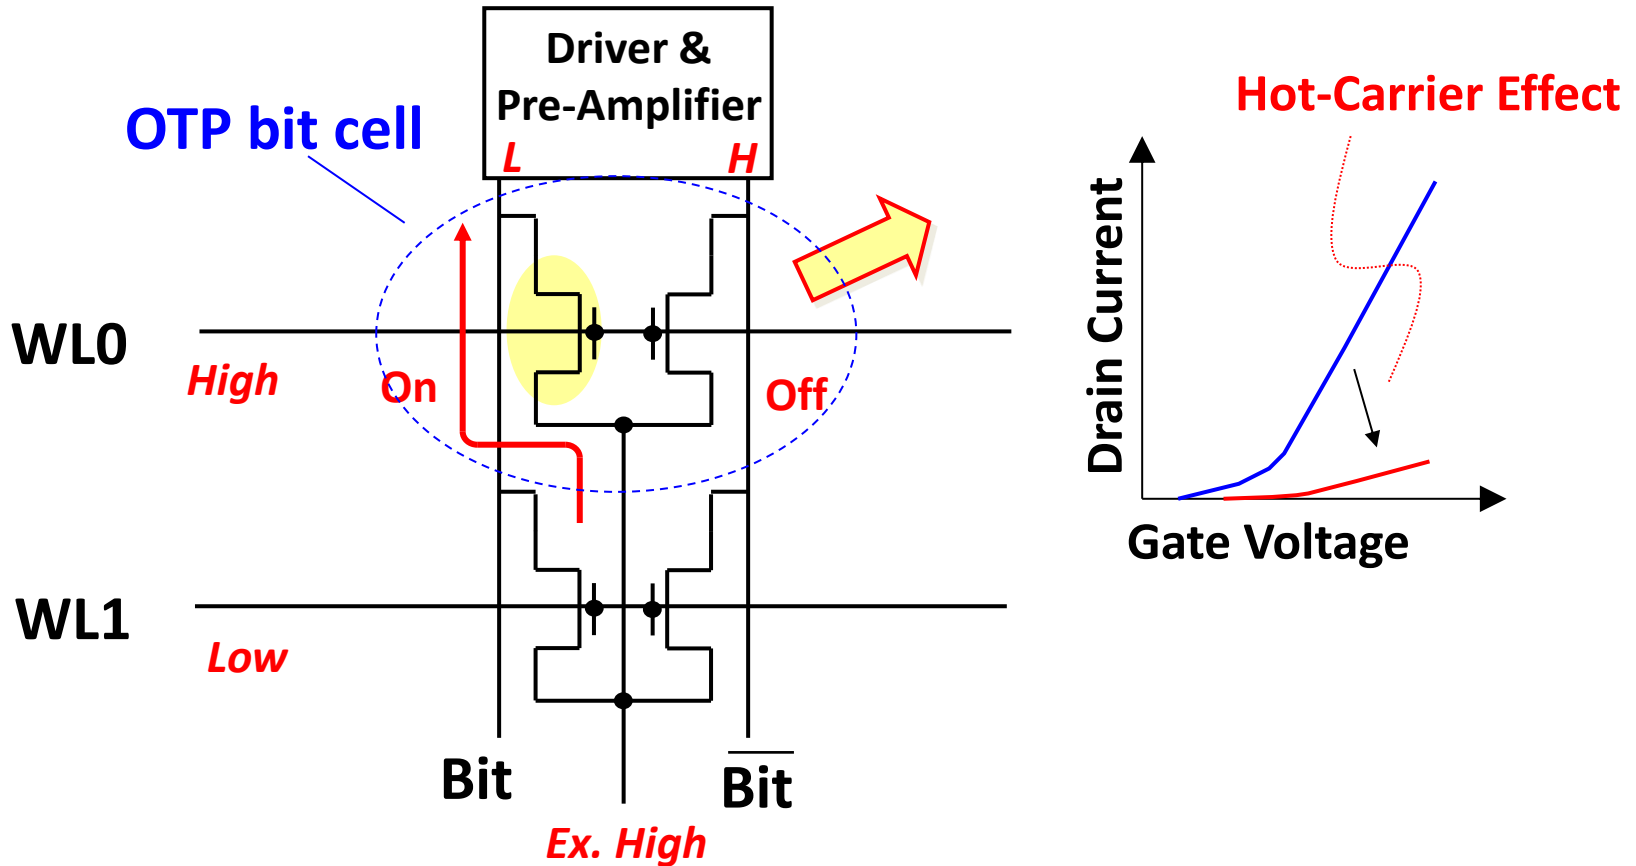 Driver &
Pre-Amplifier
L
H
OTP bit cell
WL0
High
On
Off
WL1
Low
Bit
Bit
Ex. High
Hot-Carrier Effect
Drain Current
Gate Voltage